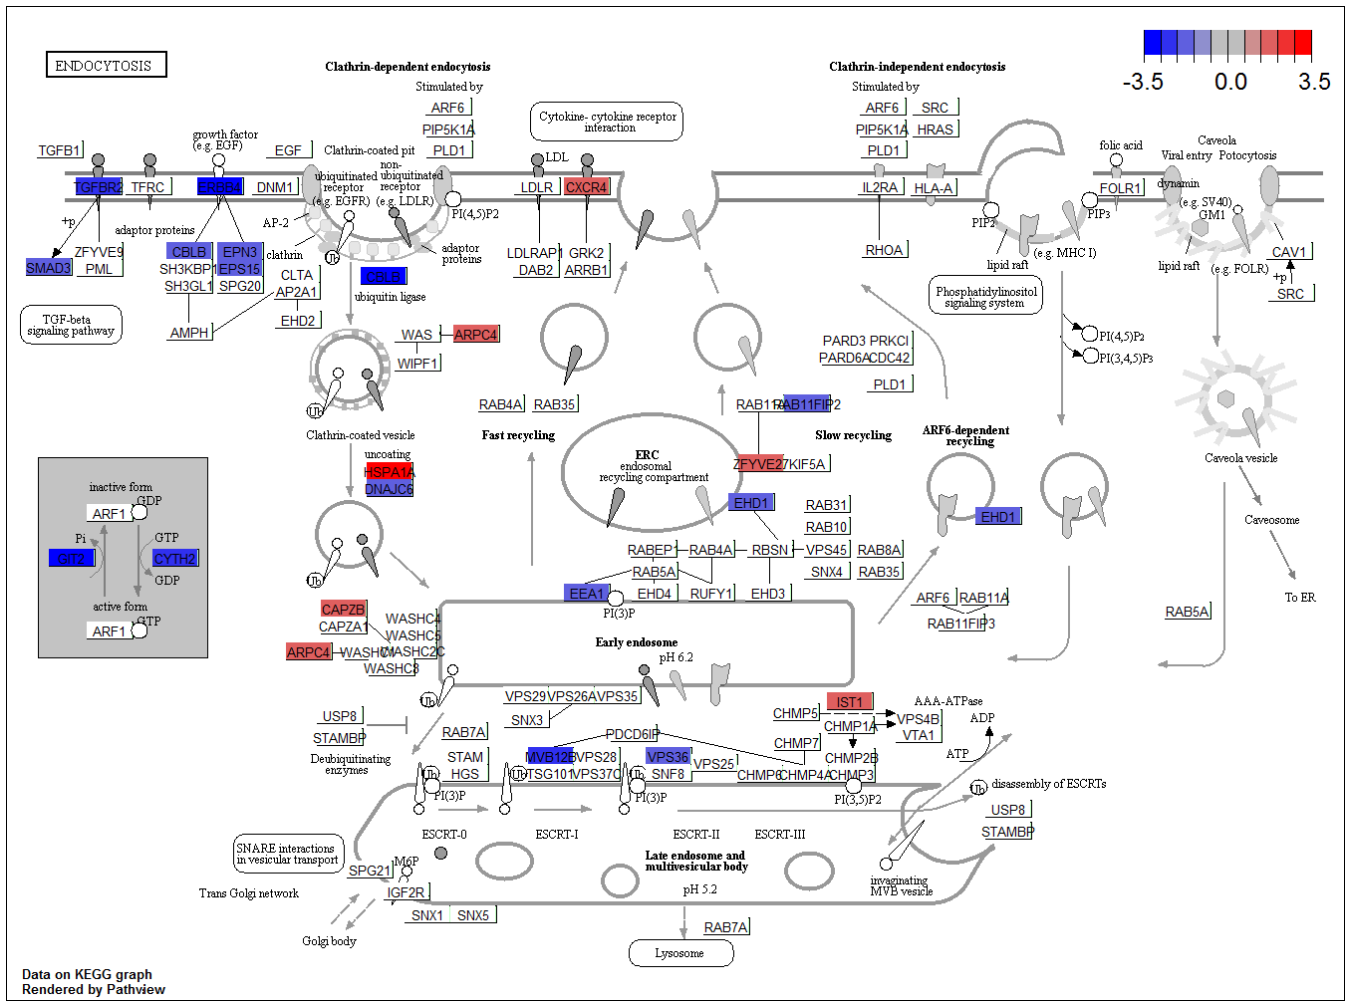 ENDOCYTOSIS
-3.5 0.0 3.5
Clathrin-dependent endocytosis
Stimulated by
ARF6
PIP5K1A
PLD1
Cytokine- cytokine receptor
interaction
Clathrin-independent endocytosis
Stimulated by
ARF6 SRC
PIP5K1A HRAS
PLD1
growth factor
(e.g. EGF)
TGFB1
EGF
Clathrin-coated pit
ubiquitinated
receptor
(e.g. EGFR)
non-
ubiquitinated
receptor
(e.g. LDLR)
LDL
folic acid
Caveola
Viral entry Potocytosis
TGFBR2 TFRC ERBB4 DNM1
LDLR CXCR4
IL2RA HLA-A
FOLR1
dynamin
(e.g. SV40)
GM1
PI(4,5)P2
PIP2
PIP3
+p
adaptor proteins
AP-2
clathrin
Ub
adaptor
proteins
SMAD3
ZFYVE9
PML
CBLB
SH3KBP1
SH3GL1
EPN3
EPS15
SPG20
CLTA
AP2A1
EHD2
AMPH
CBLB
ubiquitin ligase
LDLRAP1
DAB2
GRK2
ARRB1
RHOA
lipid raft
(e.g. MHC I)
lipid raft
(e.g. FOLR)
CAV1
+p
SRC
TGF-beta
signaling pathway
Phosphatidylinositol
signaling system
WAS ARPC4
WIPF1
PARD3 PRKCI
PARD6A CDC42
PLD1
PI(4,5)P2
PI(3,4,5)P3
Ub
Clathrin-coated vesicle
RAB4A RAB35
Fast recycling
RAB11A RAB11FIP2
Slow recycling
ARF6-dependent
recycling
uncoating
HSPA1A
DNAJC6
ERC
endosomal
recycling compartment
ZFYVE27 KIF5A
Caveola vesicle
EHD1
RAB31
RAB10
EHD1
Caveosome
inactive form
GDP
ARF1
Pi
GTP
GIT2 CYTH2
GDP
active form
GTP
ARF1
Ub
RABEP1 RAB4A RBSN VPS45 RAB8A
RAB5A
SNX4 RAB35
EEA1 EHD4 RUFY1 EHD3
PI(3)P
ARF6 RAB11A
RAB11FIP3
To ER
RAB5A
CAPZB
CAPZA1
WASHC4
WASHC5
ARPC4 WASHC1 WASHC2C
WASHC3
Early endosome
pH 6.2
Ub
VPS29 VPS26A VPS35
SNX3
USP8
STAMBP
Deubiquitinating
enzymes
RAB7A
IST1
CHMP5
CHMP1A
CHMP7
AAA-ATPase
VPS4B
VTA1
ADP
ATP
PDCD6IP
STAM
HGS
MVB12B VPS28
TSG101 VPS37C
VPS36
SNF8
VPS25
CHMP2B
CHMP6 CHMP4A CHMP3
Ub
Ub
Ub
PI(3)P
PI(3)P
PI(3,5)P2
Ub
disassembly of ESCRTs
USP8
STAMBP
ESCRT-0 ESCRT-I ESCRT-II ESCRT-III
SNARE interactions
in vesicular transport
Late endosome and
multivesicular body
pH 5.2
invaginating
MVB vesicle
SPG21
M6P
IGF2R
Trans Golgi network
SNX1 SNX5
Golgi body
RAB7A
Lysosome
Data on KEGG graph
Rendered by Pathview